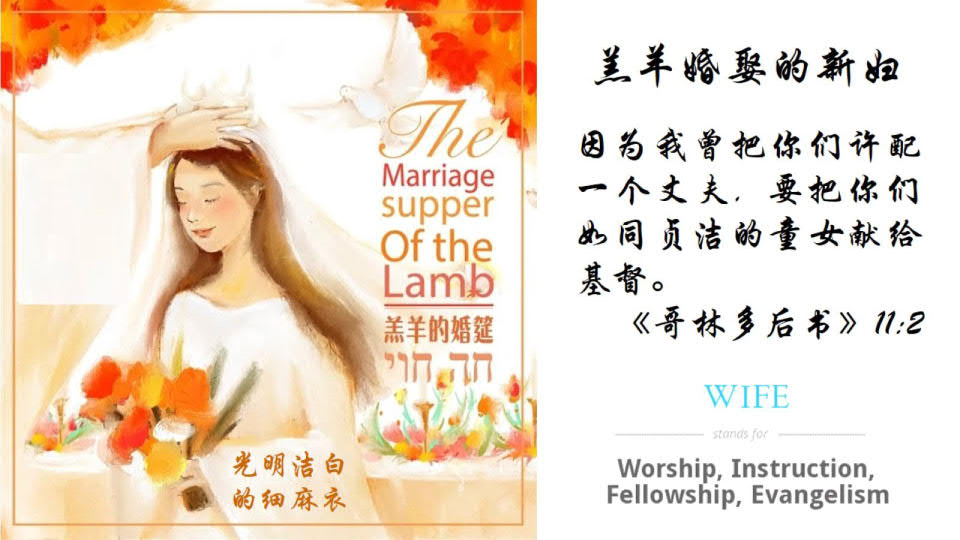 The
Marriage
supper
Of the
Lamb
羔羊的婚筵
光明洁白
的细麻衣
羔羊婚娶的新妇
因为我曾把你们许配
一个丈夫，要把你们
如同贞洁的童女献给
基督。
《哥林多后书》11:2
WIFE
stands for
Worship, Instruction,
Fellowship, Evangelism